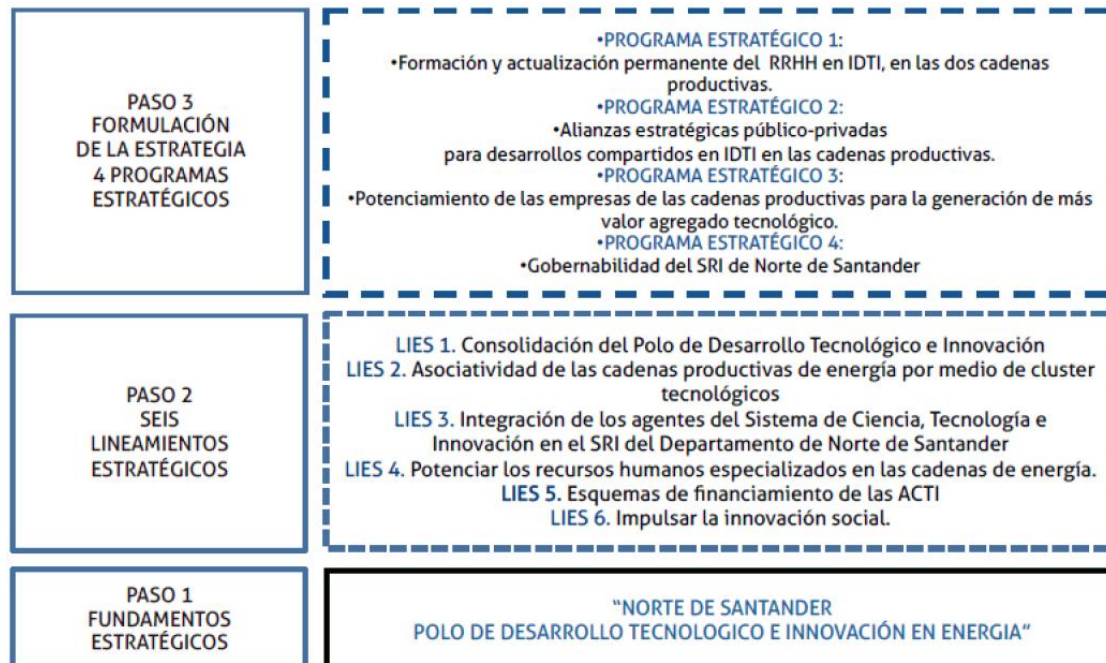 PASO 3
FORMULACIÓN
DE LA ESTRATEGIA
4 PROGRAMAS
ESTRATÉGICOS
•PROGRAMA ESTRATÉGICO 1:
•Formación y actualización permanente del RRHH en IDTI, en las dos cadenas
productivas.
•PROGRAMA ESTRATÉGICO 2:
•Alianzas estratégicas público-privadas
para desarrollos compartidos en IDTI en las cadenas productivas.
•PROGRAMA ESTRATÉGICO 3:
•Potenciamiento de las empresas de las cadenas productivas para la generación de más
valor agregado tecnológico.
•PROGRAMA ESTRATÉGICO 4:
•Gobernabilidad del SRI de Norte de Santander
PASO 2
SEIS
LINEAMIENTOS
ESTRATÉGICOS
LIES 1. Consolidación del Polo de Desarrollo Tecnológico e Innovación
LIES 2. Asociatividad de las cadenas productivas de energía por medio de cluster
tecnológicos
LIES 3. Integración de los agentes del Sistema de Ciencia, Tecnología e
Innovación en el SRI del Departamento de Norte de Santander
LIES 4. Potenciar los recursos humanos especializados en las cadenas de energía.
LIES 5. Esquemas de financiamiento de las ACTI
LIES 6. Impulsar la innovación social.
PASO 1
FUNDAMENTOS
ESTRATÉGICOS
"NORTE DE SANTANDER
POLO DE DESARROLLO TECNOLOGICO E INNOVACIÓN EN ENERGIA"